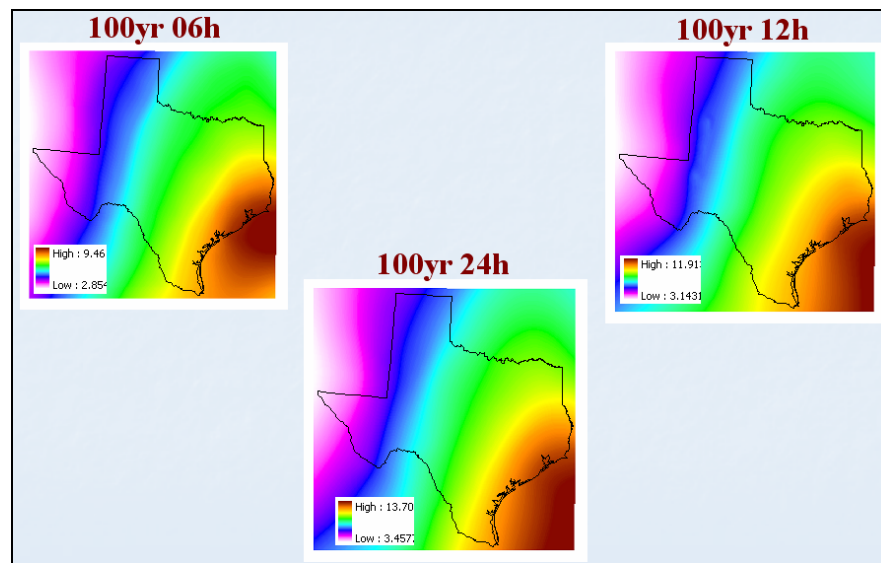 100yr 06h
High : 9.46
Low : 2.854
100yr 12h
High : 11.913
Low : 3.1431
100yr 24h
High : 13.70
Low : 3.4577